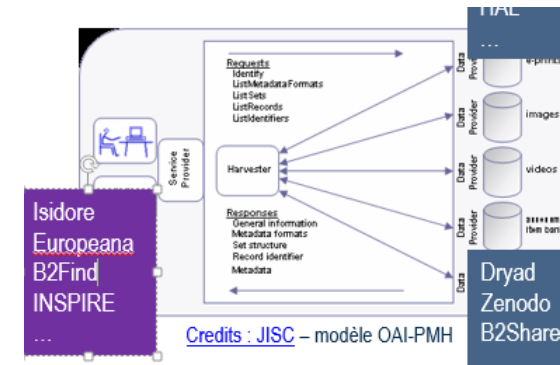 HAL
...
Requests
Identify
ListMetadataFormats
ListSets
ListRecords
ListIdentifiers
Data
Provider
e-prints
Data
Provider
images
Service
Provider
Harvester
Data
Provider
videos
Isidore
Europeana
B2Find
INSPIRE
...
Responses
General information
Metadata formats
Set structure
Record identifier
Metadata
Data
Provider
Data
Dryad
Zenodo
B2Share
Credits : JISC – modèle OAI-PMH